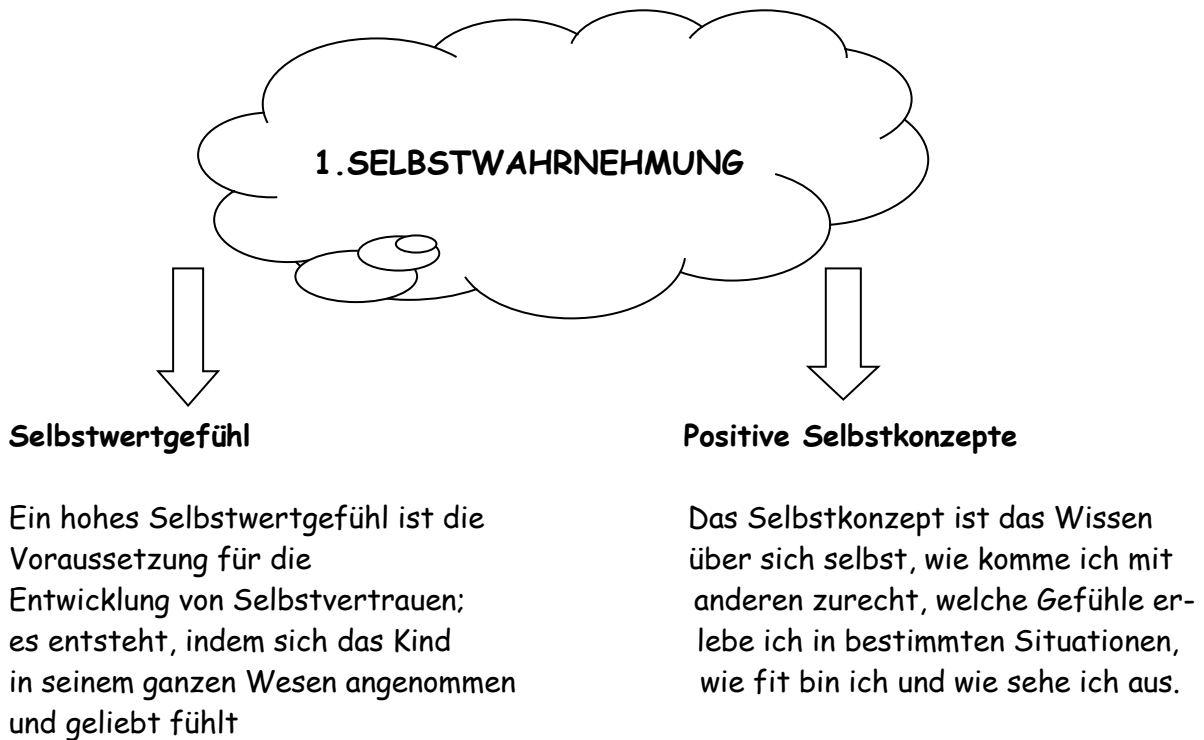 1.SELBSTWAHRNEHMUNG
Selbstwertgefühl
Ein hohes Selbstwertgefühl ist die
Voraussetzung für die
Entwicklung von Selbstvertrauen;
es entsteht, indem sich das Kind
in seinem ganzen Wesen angenommen
und geliebt fühlt
Positive Selbstkonzepte
Das Selbstkonzept ist das Wissen
über sich selbst, wie komme ich mit
anderen zurecht, welche Gefühle er-
lebe ich in bestimmten Situationen,
wie fit bin ich und wie sehe ich aus.